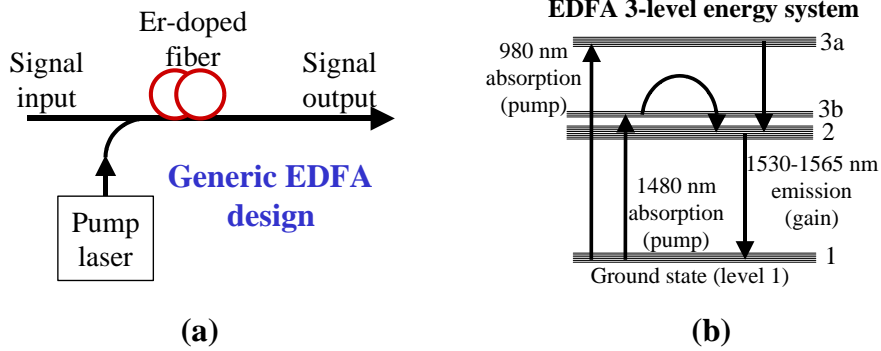 Er-doped
fiber
Signal
input
Signal
output
Generic EDFA
design
Pump
laser
(a)
EDFA 3-level energy system
3a
980 nm
absorption
(pump)
3b
2
1480 nm
absorption
(pump)
1530-1565 nm
emission
(gain)
1
Ground state (level 1)
(b)